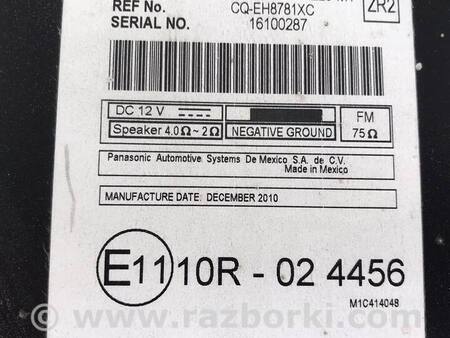 REF No. CQ-EH8781XC
ZR2
SERIAL NO. 16100287
DC 12 V
FM
Speaker 4.0Ω~2Ω NEGATIVE GROUND 75Ω
Panasonic Automotive Systems De Mexico S.A. de C.V.
Made in Mexico
MANUFACTURE DATE: DECEMBER 2010
E11 10R - 02 4456
M1C414048
© www.razborki.com